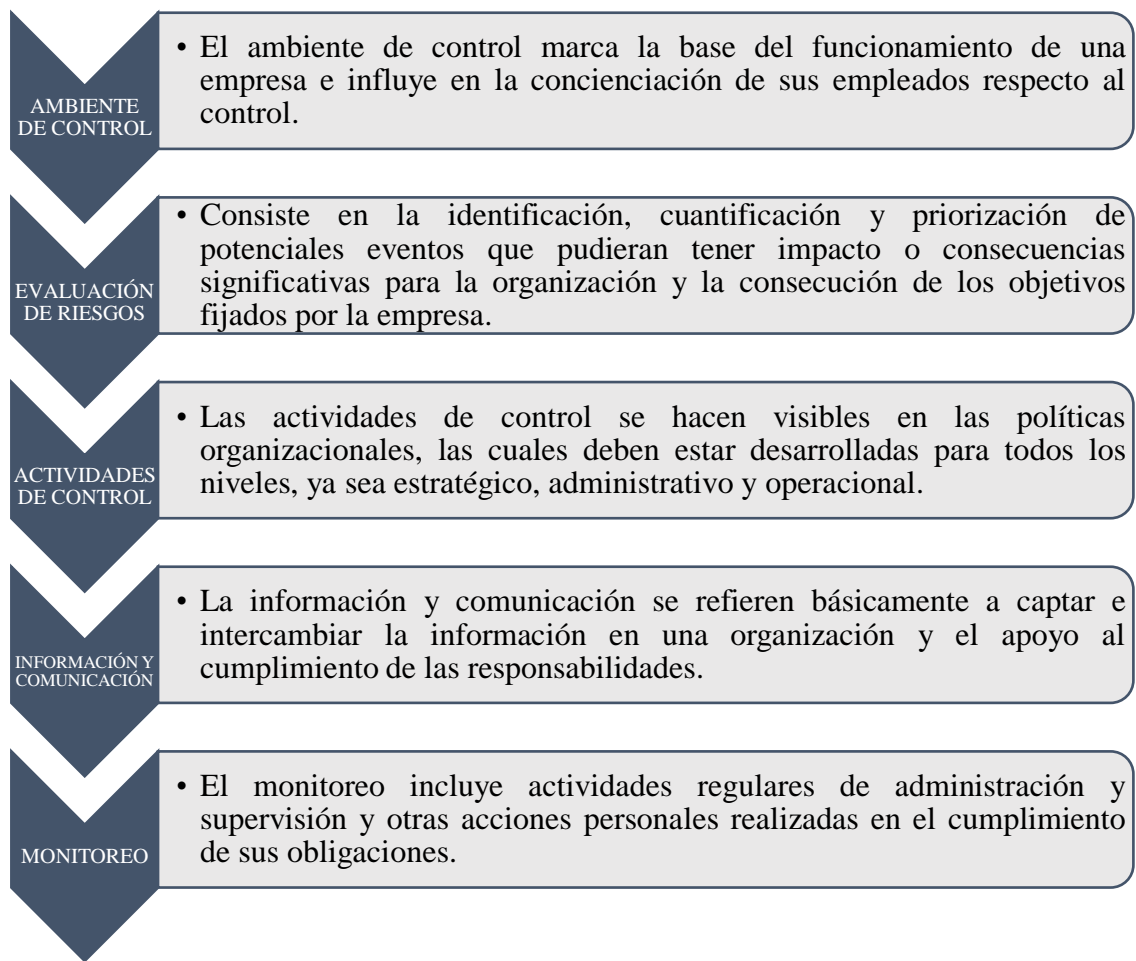 AMBIENTE
DE CONTROL
• El ambiente de control marca la base del funcionamiento de una
empresa e influye en la concienciación de sus empleados respecto al
control.
EVALUACIÓN
DE RIESGOS
• Consiste en la identificación, cuantificación y priorización de
potenciales eventos que pudieran tener impacto o consecuencias
significativas para la organización y la consecución de los objetivos
fijados por la empresa.
ACTIVIDADES
DE CONTROL
• Las actividades de control se hacen visibles en las políticas
organizacionales, las cuales deben estar desarrolladas para todos los
niveles, ya sea estratégico, administrativo y operacional.
INFORMACIÓN Y
COMUNICACIÓN
• La información y comunicación se refieren básicamente a captar e
intercambiar la información en una organización y el apoyo al
cumplimiento de las responsabilidades.
MONITOREO
• El monitoreo incluye actividades regulares de administración y
supervisión y otras acciones personales realizadas en el cumplimiento
de sus obligaciones.